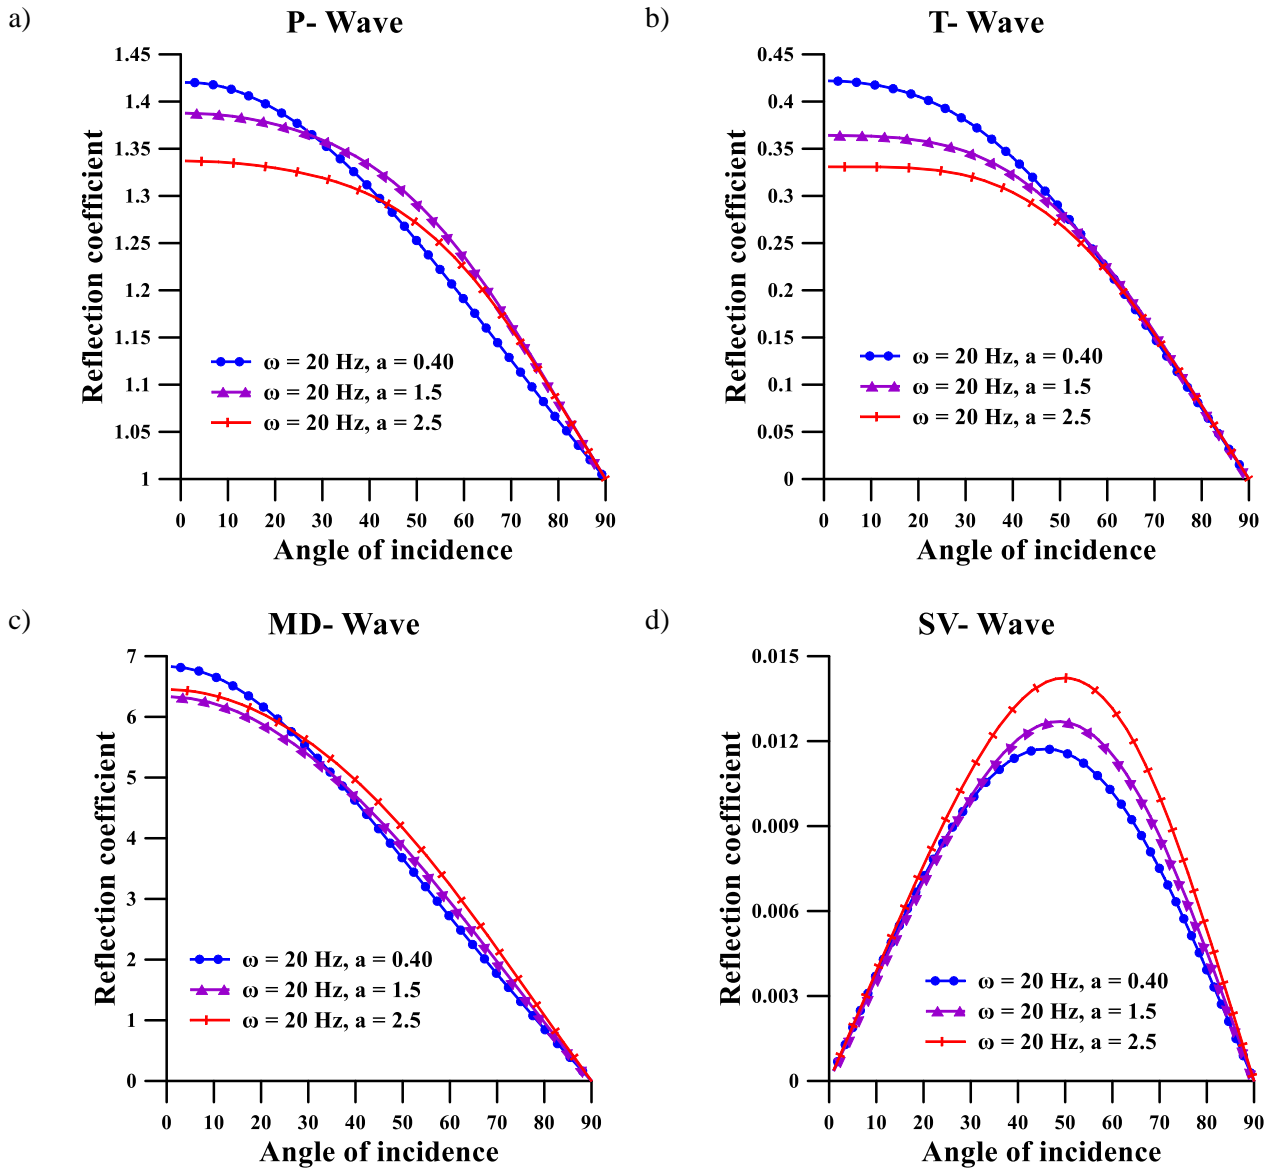 a)
P- Wave
Reflection coefficient
1.45
1.4
1.35
1.3
1.25
1.2
1.15
1.1
1.05
1
ω = 20 Hz, a = 0.40
ω = 20 Hz, a = 1.5
ω = 20 Hz, a = 2.5
0 10 20 30 40 50 60 70 80 90
Angle of incidence
b)
T- Wave
Reflection coefficient
0.45
0.4
0.35
0.3
0.25
0.2
0.15
0.1
0.05
0
ω = 20 Hz, a = 0.40
ω = 20 Hz, a = 1.5
ω = 20 Hz, a = 2.5
0 10 20 30 40 50 60 70 80 90
Angle of incidence
c)
MD- Wave
Reflection coefficient
7
6
5
4
3
2
1
0
ω = 20 Hz, a = 0.40
ω = 20 Hz, a = 1.5
ω = 20 Hz, a = 2.5
0 10 20 30 40 50 60 70 80 90
Angle of incidence
d)
SV- Wave
Reflection coefficient
0.015
0.012
0.009
0.006
0.003
0
ω = 20 Hz, a = 0.40
ω = 20 Hz, a = 1.5
ω = 20 Hz, a = 2.5
0 10 20 30 40 50 60 70 80 90
Angle of incidence